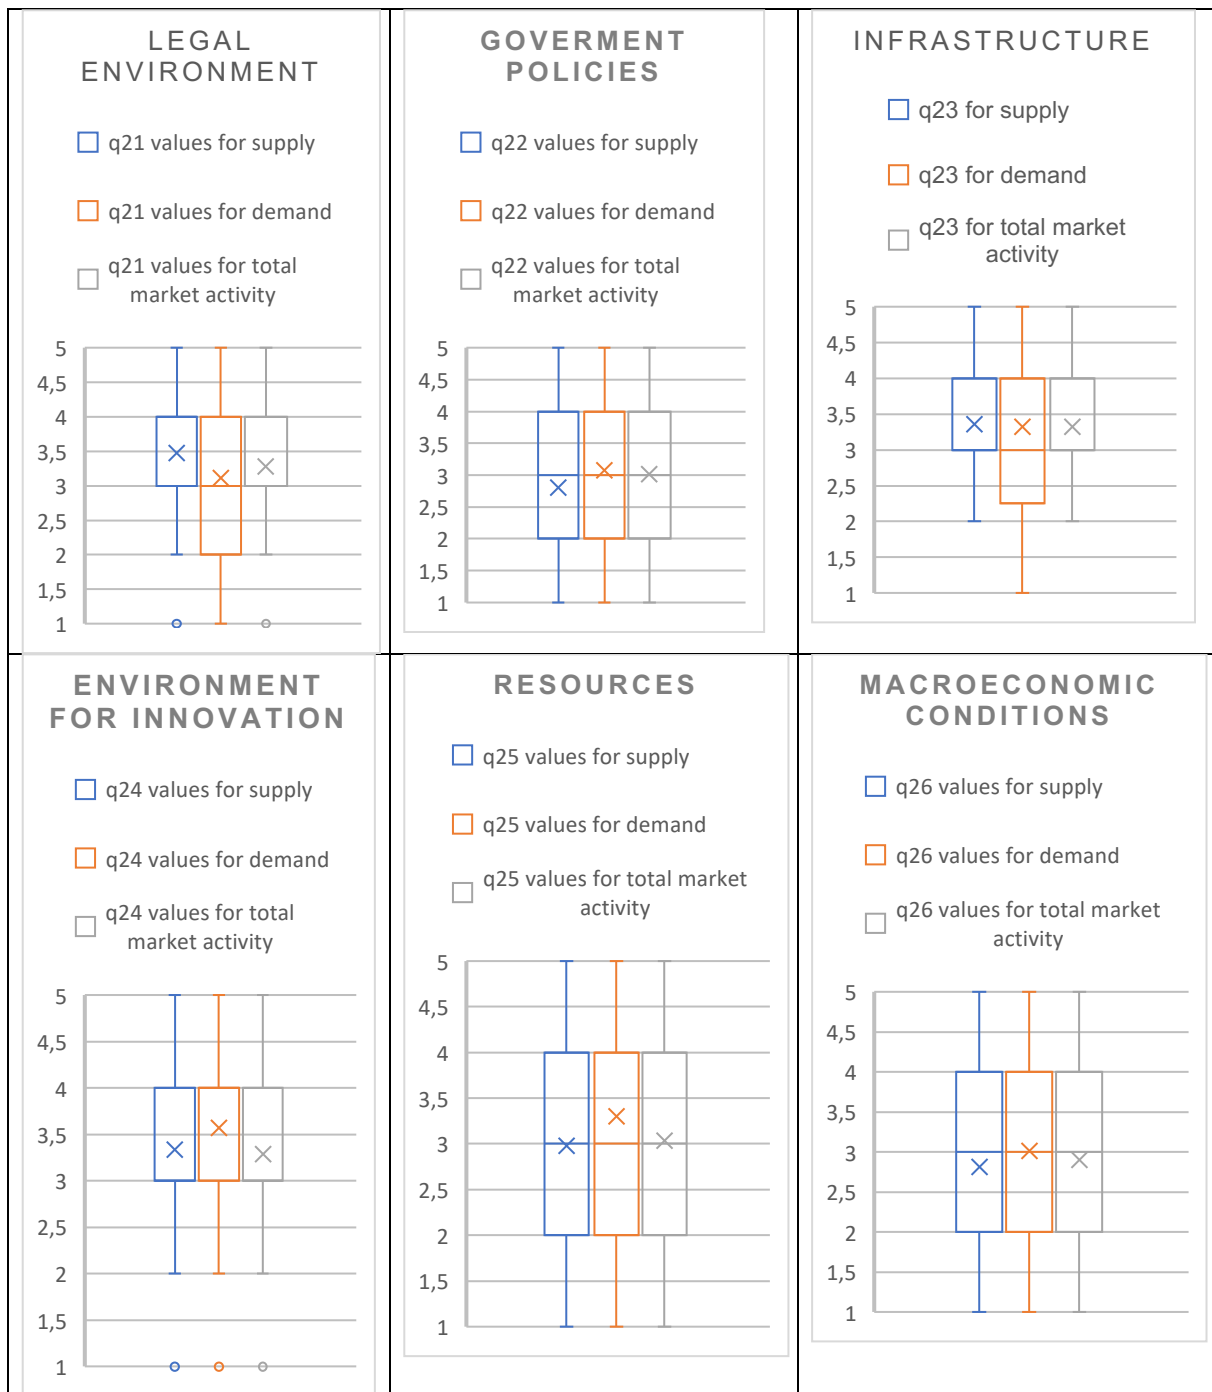 LEGAL
ENVIRONMENT
q21 values for supply
q21 values for demand
q21 values for total
market activity
5
4,5
4
3,5
3
2,5
2
1,5
1
GOVERMENT
POLICIES
q22 values for supply
q22 values for demand
q22 values for total
market activity
5
4,5
4
3,5
3
2,5
2
1,5
1
INFRASTRUCTURE
q23 for supply
q23 for demand
q23 for total market
activity
5
4,5
4
3,5
3
2,5
2
1,5
1
ENVIRONMENT
FOR INNOVATION
q24 values for supply
q24 values for demand
q24 values for total
market activity
5
4,5
4
3,5
3
2,5
2
1,5
1
RESOURCES
q25 values for supply
q25 values for demand
q25 values for total market
activity
5
4,5
4
3,5
3
2,5
2
1,5
1
MACROECONOMIC
CONDITIONS
q26 values for supply
q26 values for demand
q26 values for total market
activity
5
4,5
4
3,5
3
2,5
2
1,5
1